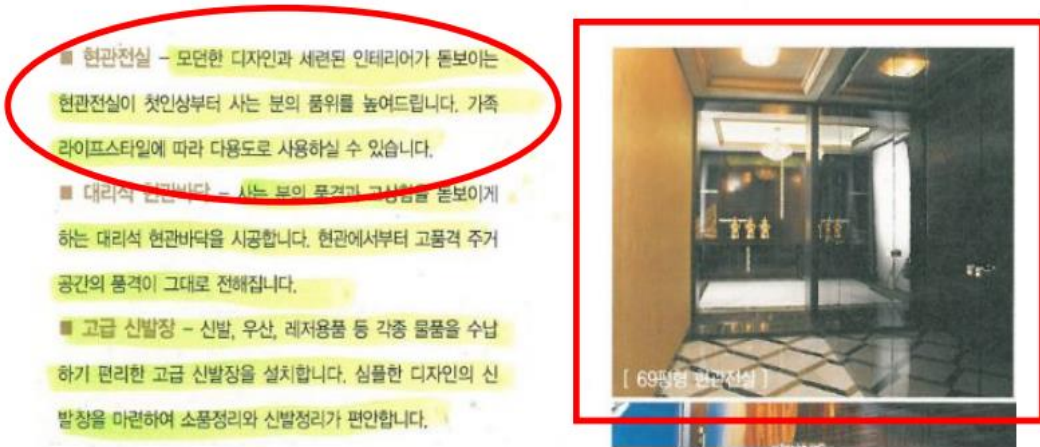 ■ 현관전실 – 모던한 디자인과 세련된 인테리어가 돋보이는
현관전실이 첫인상부터 사는 분의 품위를 높여드립니다. 가족
라이프스타일에 따라 다용도로 사용하실 수 있습니다.
■ 대리석 현관바닥 – 사는 분의 품격과 고상함을 돋보이게
하는 대리석 현관바닥을 시공합니다. 현관에서부터 고품격 주거
공간의 품격이 그대로 전해집니다.
■ 고급 신발장 – 신발, 우산, 레저용품 등 각종 물품을 수납
하기 편리한 고급 신발장을 설치합니다. 심플한 디자인의 신
발장을 마련하여 소품정리와 신발정리가 편안합니다.
[ 69평형 현관전실 ]